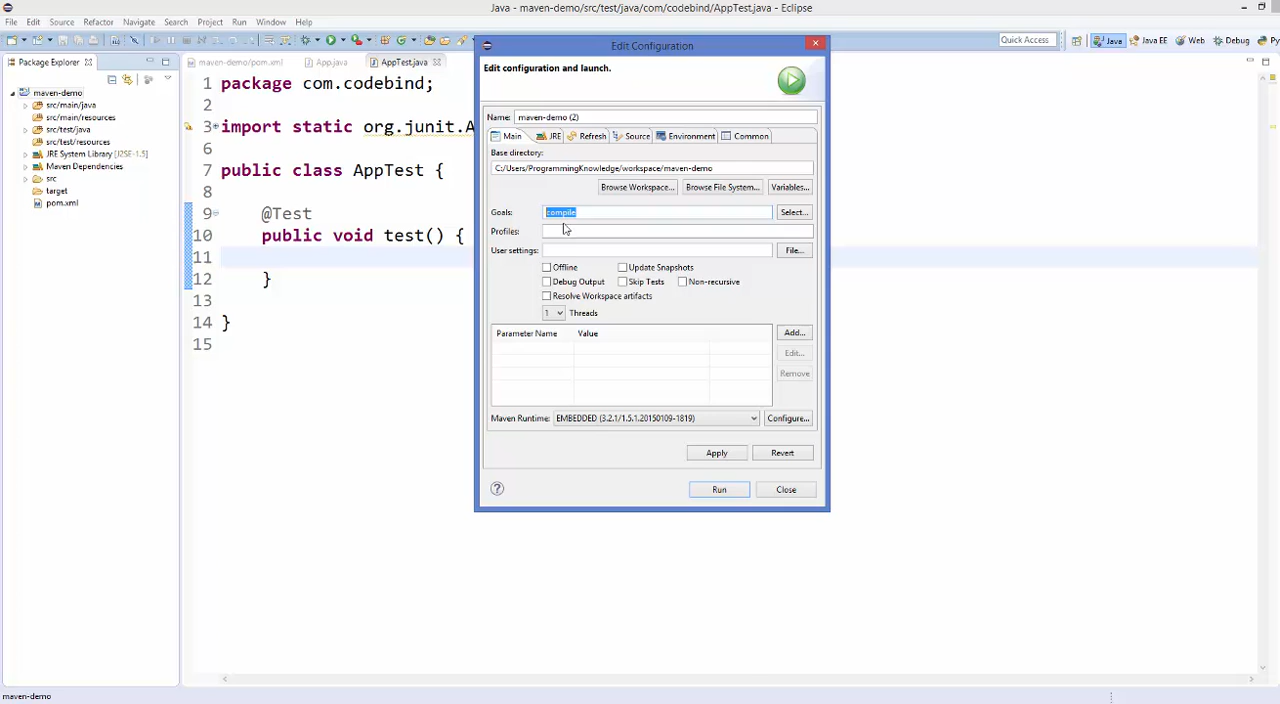 Java - maven-demo/src/test/java/com/codebind/AppTest.java - Eclipse
File Edit Source Refactor Navigate Search Project Run Window Help
Quick Access Java Java EE Web Debug Py
Package Explorer
maven-demo/pom.xml App.java AppTest.java
maven-demo
src/main/java
src/main/resources
src/test/java
src/test/resources
JRE System Library [J2SE-1.5]
Maven Dependencies
src
target
pom.xml
1 package com.codebind;
2
3 import static org.junit.A
6
7 public class AppTest {
8
9 @Test
10 public void test() {
11
12 }
13
14 }
15
Edit Configuration
Edit configuration and launch.
Name: maven-demo (2)
Main JRE Refresh Source Environment Common
Base directory:
C:/Users/ProgrammingKnowledge/workspace/maven-demo
Browse Workspace... Browse File System... Variables...
Goals: compile Select...
Profiles:
User settings: File...
Offline Update Snapshots
Debug Output Skip Tests Non-recursive
Resolve Workspace artifacts
1 Threads
Parameter Name Value Add...
Edit...
Remove
Maven Runtime: EMBEDDED (3.2.1/1.5.1.20150109-1819) Configure...
Apply Revert
Run Close
maven-demo